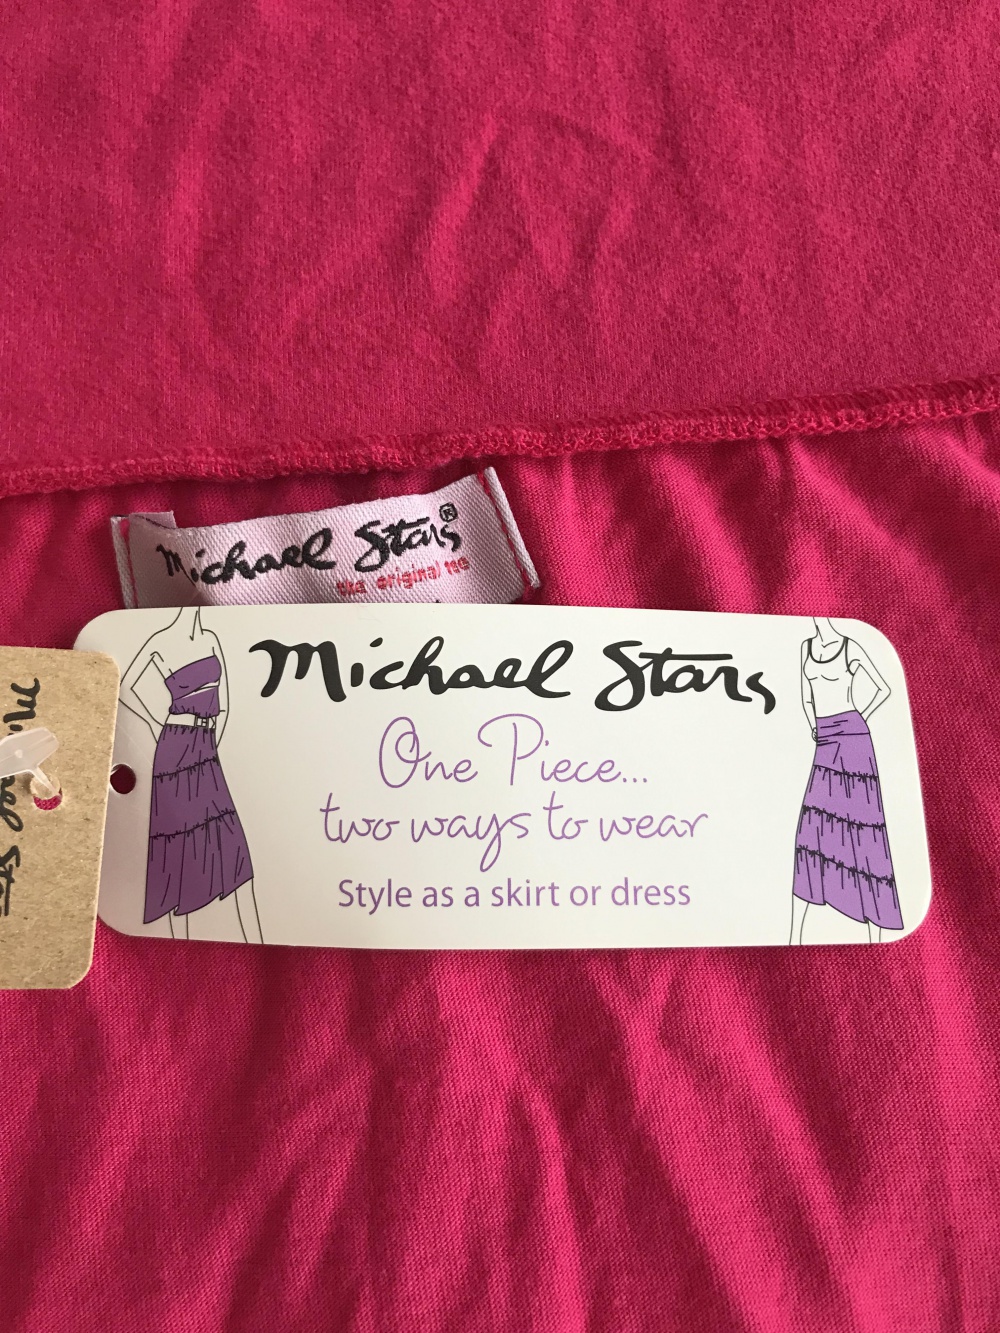 Michael Stars®
the original tee
Michael Stars
One Piece...
two ways to wear
Style as a skirt or dress